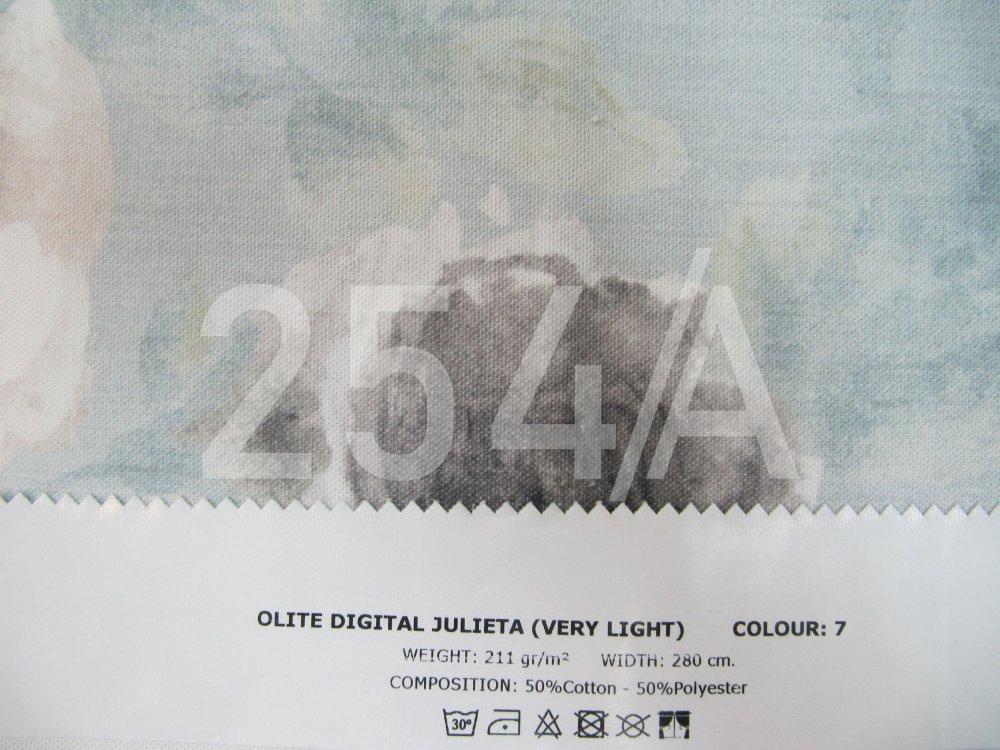 254/A
OLITE DIGITAL JULIETA (VERY LIGHT) COLOUR: 7
WEIGHT: 211 gr/m² WIDTH: 280 cm.
COMPOSITION: 50%Cotton - 50%Polyester
30°